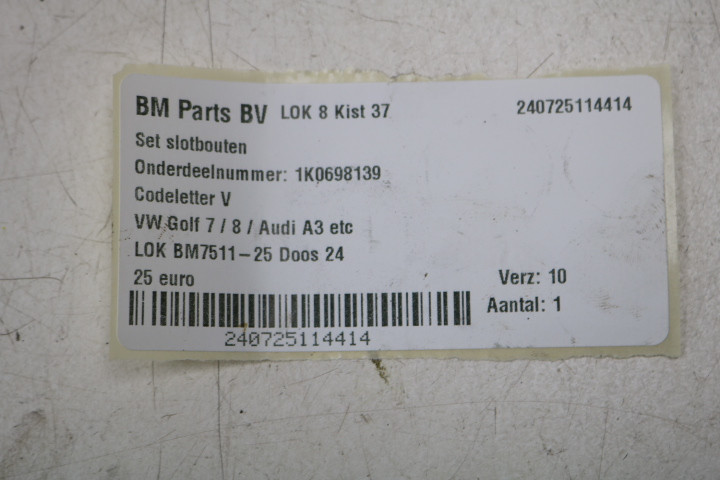 BM Parts BV LOK 8 Kist 37 240725114414
Set slotbouten
Onderdeelnummer: 1K0698139
Codeletter V
VW Golf 7 / 8 / Audi A3 etc
LOK BM7511-25 Doos 24
25 euro Verz: 10
Aantal: 1
240725114414